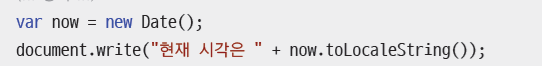 var now = new Date();
document.write("현재 시각은 " + now.toLocaleString());